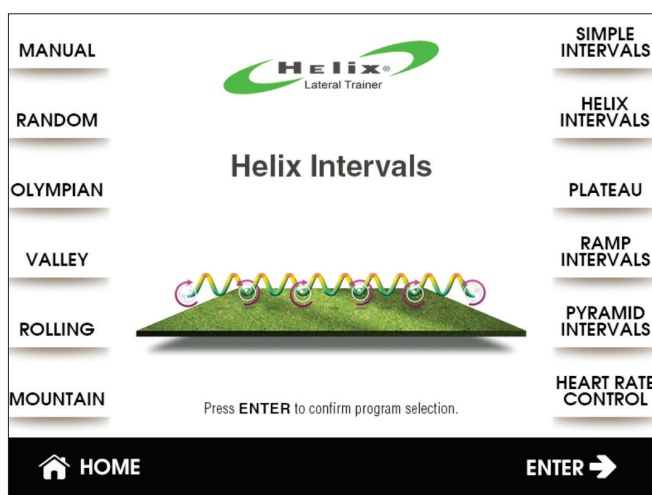 MANUAL
RANDOM
OLYMPIAN
VALLEY
ROLLING
MOUNTAIN
HELIX®
Lateral Trainer
Helix Intervals
Press ENTER to confirm program selection.
SIMPLE
INTERVALS
HELIX
INTERVALS
PLATEAU
RAMP
INTERVALS
PYRAMID
INTERVALS
HEART RATE
CONTROL
HOME
ENTER